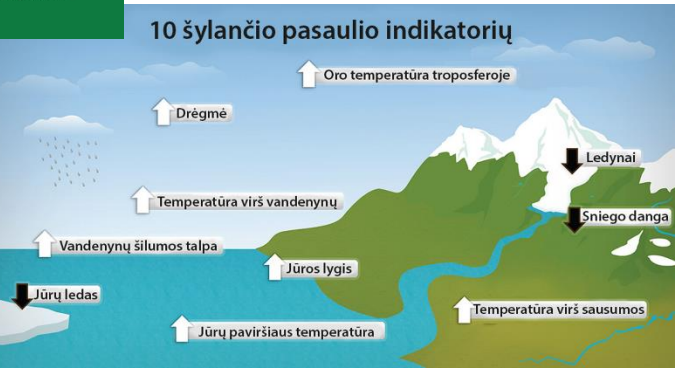 10 šylančio pasaulio indikatorių
Oro temperatūra troposferoje
Drėgmė
Ledynai
Temperatūra virš vandenynų
Sniego danga
Vandenynų šilumos talpa
Jūros lygis
Jūrų ledas
Temperatūra virš sausumos
Jūrų paviršiaus temperatūra